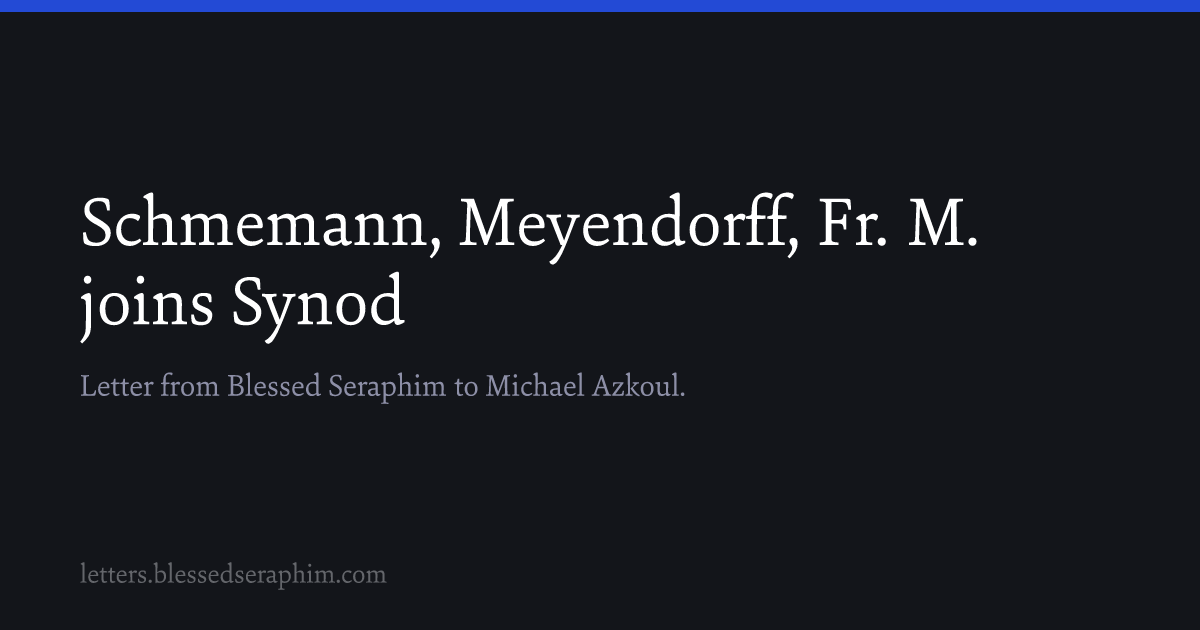 Schmemann, Meyendorff, Fr. M.
joins Synod
Letter from Blessed Seraphim to Michael Azkoul.
letters.blessedseraphim.com